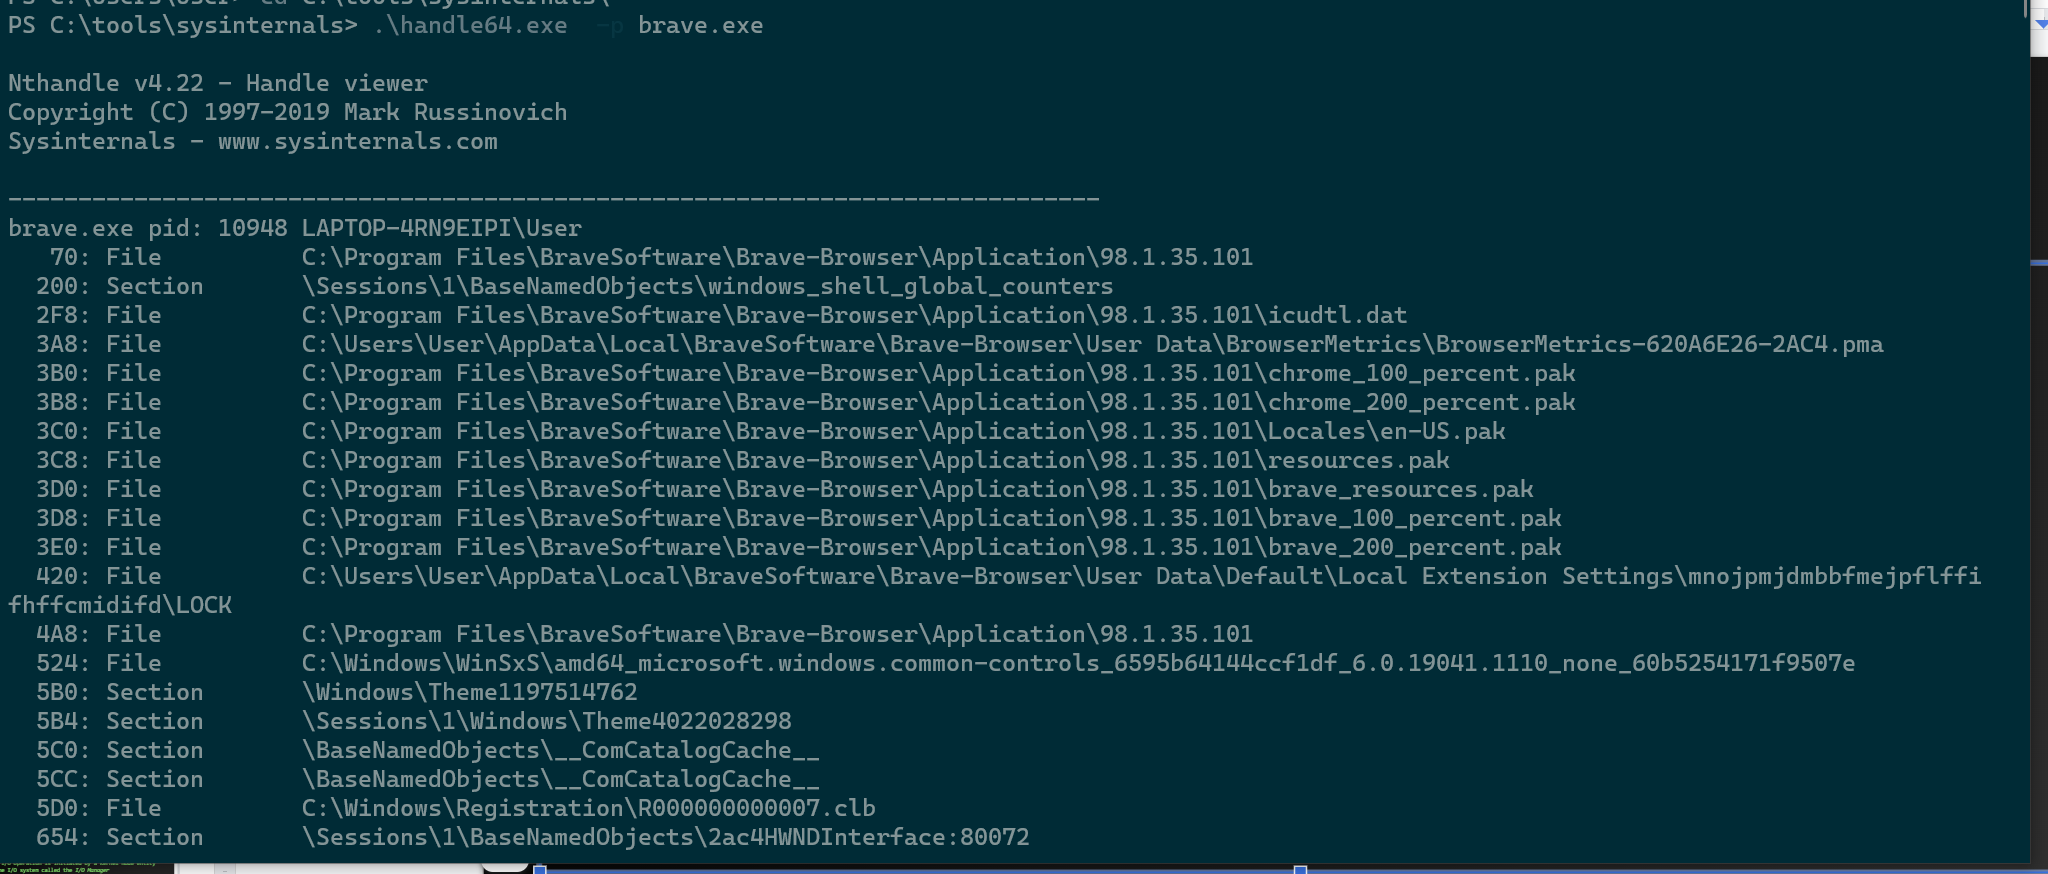 PS C:\Users\User> cd C:\tools\sysinternals\
PS C:\tools\sysinternals> .\handle64.exe  -p brave.exe
Nthandle v4.22 - Handle viewer
Copyright (C) 1997-2019 Mark Russinovich
Sysinternals - www.sysinternals.com
------------------------------------------------------------------------------
brave.exe pid: 10948 LAPTOP-4RN9EIPI\User
   70: File          C:\Program Files\BraveSoftware\Brave-Browser\Application\98.1.35.101
  200: Section       \Sessions\1\BaseNamedObjects\windows_shell_global_counters
  2F8: File          C:\Program Files\BraveSoftware\Brave-Browser\Application\98.1.35.101\icudtl.dat
  3A8: File          C:\Users\User\AppData\Local\BraveSoftware\Brave-Browser\User Data\BrowserMetrics\BrowserMetrics-620A6E26-2AC4.pma
  3B0: File          C:\Program Files\BraveSoftware\Brave-Browser\Application\98.1.35.101\chrome_100_percent.pak
  3B8: File          C:\Program Files\BraveSoftware\Brave-Browser\Application\98.1.35.101\chrome_200_percent.pak
  3C0: File          C:\Program Files\BraveSoftware\Brave-Browser\Application\98.1.35.101\Locales\en-US.pak
  3C8: File          C:\Program Files\BraveSoftware\Brave-Browser\Application\98.1.35.101\resources.pak
  3D0: File          C:\Program Files\BraveSoftware\Brave-Browser\Application\98.1.35.101\brave_resources.pak
  3D8: File          C:\Program Files\BraveSoftware\Brave-Browser\Application\98.1.35.101\brave_100_percent.pak
  3E0: File          C:\Program Files\BraveSoftware\Brave-Browser\Application\98.1.35.101\brave_200_percent.pak
  420: File          C:\Users\User\AppData\Local\BraveSoftware\Brave-Browser\User Data\Default\Local Extension Settings\mnojpmjdmbbfmejpflffi
fhffcmidifd\LOCK
  4A8: File          C:\Program Files\BraveSoftware\Brave-Browser\Application\98.1.35.101
  524: File          C:\Windows\WinSxS\amd64_microsoft.windows.common-controls_6595b64144ccf1df_6.0.19041.1110_none_60b5254171f9507e
  5B0: Section       \Windows\Theme1197514762
  5B4: Section       \Sessions\1\Windows\Theme4022028298
  5C0: Section       \BaseNamedObjects\__ComCatalogCache__
  5CC: Section       \BaseNamedObjects\__ComCatalogCache__
  5D0: File          C:\Windows\Registration\R000000000007.clb
  654: Section       \Sessions\1\BaseNamedObjects\2ac4HWNDInterface:80072
I/O system called the I/O Manager